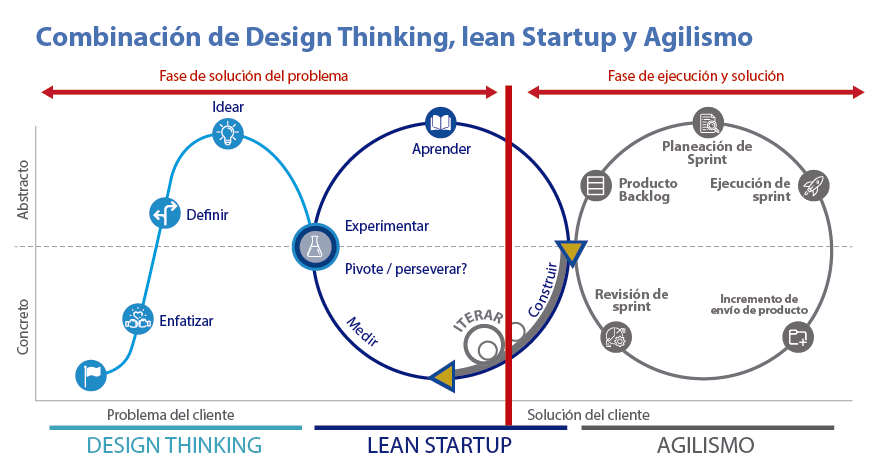 Combinación de Design Thinking, lean Startup y Agilismo
Fase de solución del problema
Fase de ejecución y solución
Idear
Aprender
Planeación de
Sprint
Abstracto
Definir
Producto
Backlog
Ejecución de
sprint
Experimentar
Pivote / perseverar?
Concreto
Enfatizar
Medir
ITERAR
Construir
Revisión de
sprint
Incremento de
envío de producto
Problema del cliente
Solución del cliente
DESIGN THINKING
LEAN STARTUP
AGILISMO